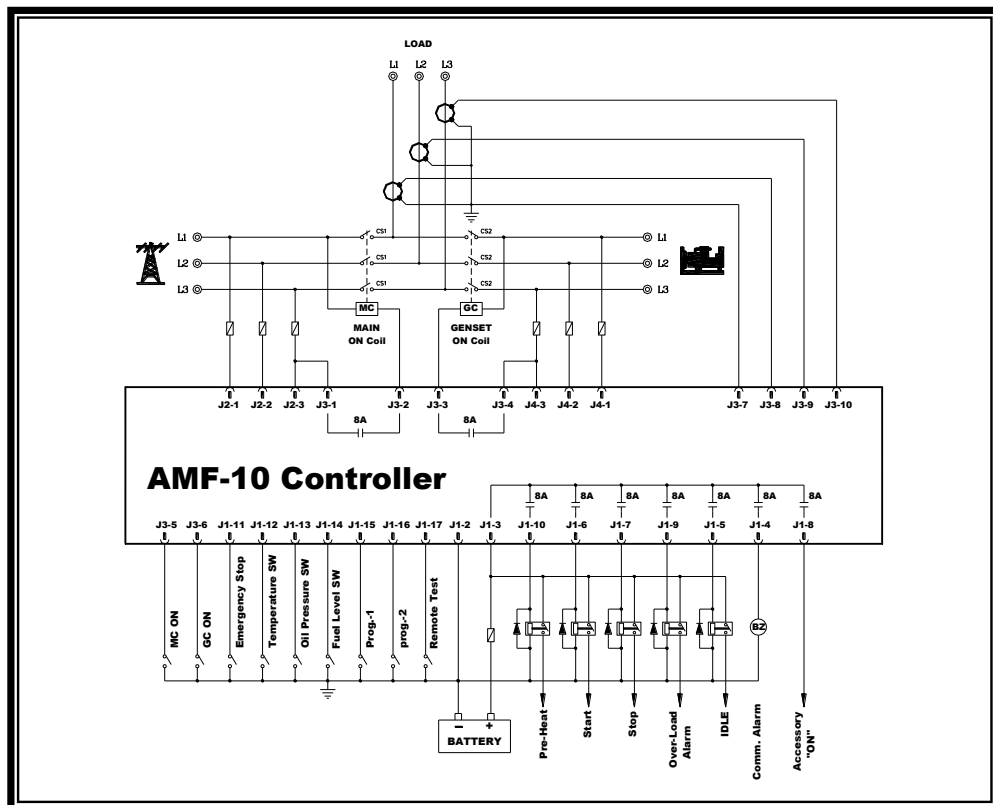 LOAD
L1 L2 L3
L1 CS1 CS2 L1
L2 CS1 CS2 L2
L3 CS1 CS2 L3
MC GC
MAIN
ON Coil
GENSET
ON Coil
J2-1 J2-2 J2-3 J3-1 J3-2 J3-3 J3-4 J4-3 J4-2 J4-1 J3-7 J3-8 J3-9 J3-10
8A 8A
AMF-10 Controller
8A 8A 8A 8A 8A 8A 8A
J3-5 J3-6 J1-11 J1-12 J1-13 J1-14 J1-15 J1-16 J1-17 J1-2 J1-3 J1-10 J1-6 J1-7 J1-9 J1-5 J1-4 J1-8
MC ON
GC ON
Emergency Stop
Temperature SW
Oil Pressure SW
Fuel Level SW
Prog.-1
prog.-2
Remote Test
BZ
− +
BATTERY
Pre-Heat
Start
Stop
Over-Load
Alarm
IDLE
Comm. Alarm
Accessory
"ON"